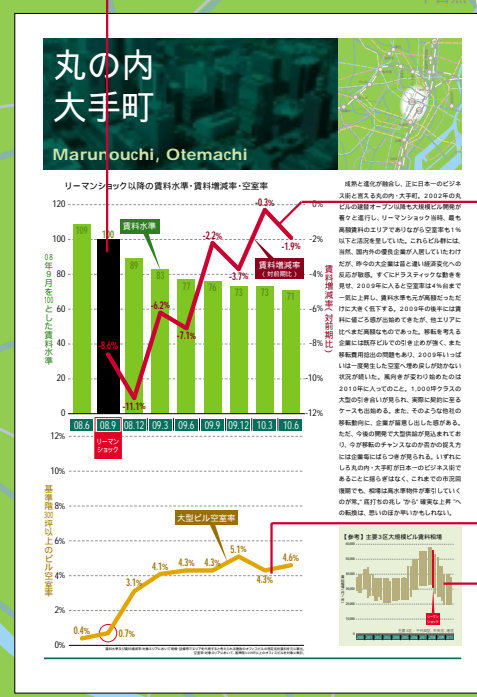 丸の内
大手町
Marunouchi, Otemachi
リーマンショック以降の賃料水準・賃料増減率・空室率
120
100
80
60
40
20
0
08年9月を100とした賃料水準
109
100
89
83
77
76
73
73
71
賃料水準
賃料増減率
(対前期比)
-8.6%
-11.1%
-6.2%
-7.1%
-2.2%
-3.7%
-0.3%
-1.9%
0%
-2%
-4%
-6%
-8%
-10%
-12%
賃料増減率(対前期比)
08.6
08.9
08.12
09.3
09.6
09.9
09.12
10.3
10.6
リーマン
ショック
12%
10%
8%
6%
4%
2%
0%
基準階300坪以上のビル空室率
大型ビル空室率
0.4%
0.7%
3.1%
4.1%
4.3%
4.3%
5.1%
4.3%
4.6%
成熟と進化が融合し、正に日本一のビジネ
ス街と言える丸の内・大手町。2002年の丸
ビルの建替オープン以降も大規模ビル開発が
着々と進行し、リーマンショック当時、最も
高額賃料のエリアでありながら空室率も1%
以下と活況を呈していた。これらビル群には、
当然、国内外の優良企業が入居していたわけ
だが、昨今の大企業は昔と違い経済変化への
反応が敏感。すぐにドラスティックな動きを
見せ、2009年に入ると空室率は4%台まで
一気に上昇し、賃料水準も元が高額だっただ
けに大きく低下する。2009年の後半には賃
料に値ごろ感が出始めてきたが、他エリアに
比べまだ高額なものであった。移転を考える
企業には既存ビルでの引き止めが強く、また
移転費用捻出の問題もあり、2009年いっぱ
いは一度発生した空室へ埋め戻しが効かない
状況が続いた。風向きが変わり始めたのは
2010年に入ってのこと。1,000坪クラスの
大型の引き合いが見られ、実際に契約に至る
ケースも出始める。また、そのような他社の
移転動向に、企業が留意し出した感がある。
ただ、今後の開発で大型供給が見込まれてお
り、今が移転のチャンスなのか否かの捉え方
には企業毎にばらつきが見られる。いずれに
しろ丸の内・大手町が日本一のビジネス街で
あることに揺らぎはなく、これまでの市況回
復期でも、相場は高水準物件が牽引していく
のが常。"底打ちの兆し"から"確実な上昇"へ
の転換は、思いのほか早いかもしれない。
【参考】主要3区大規模ビル賃料相場
リーマン
ショック